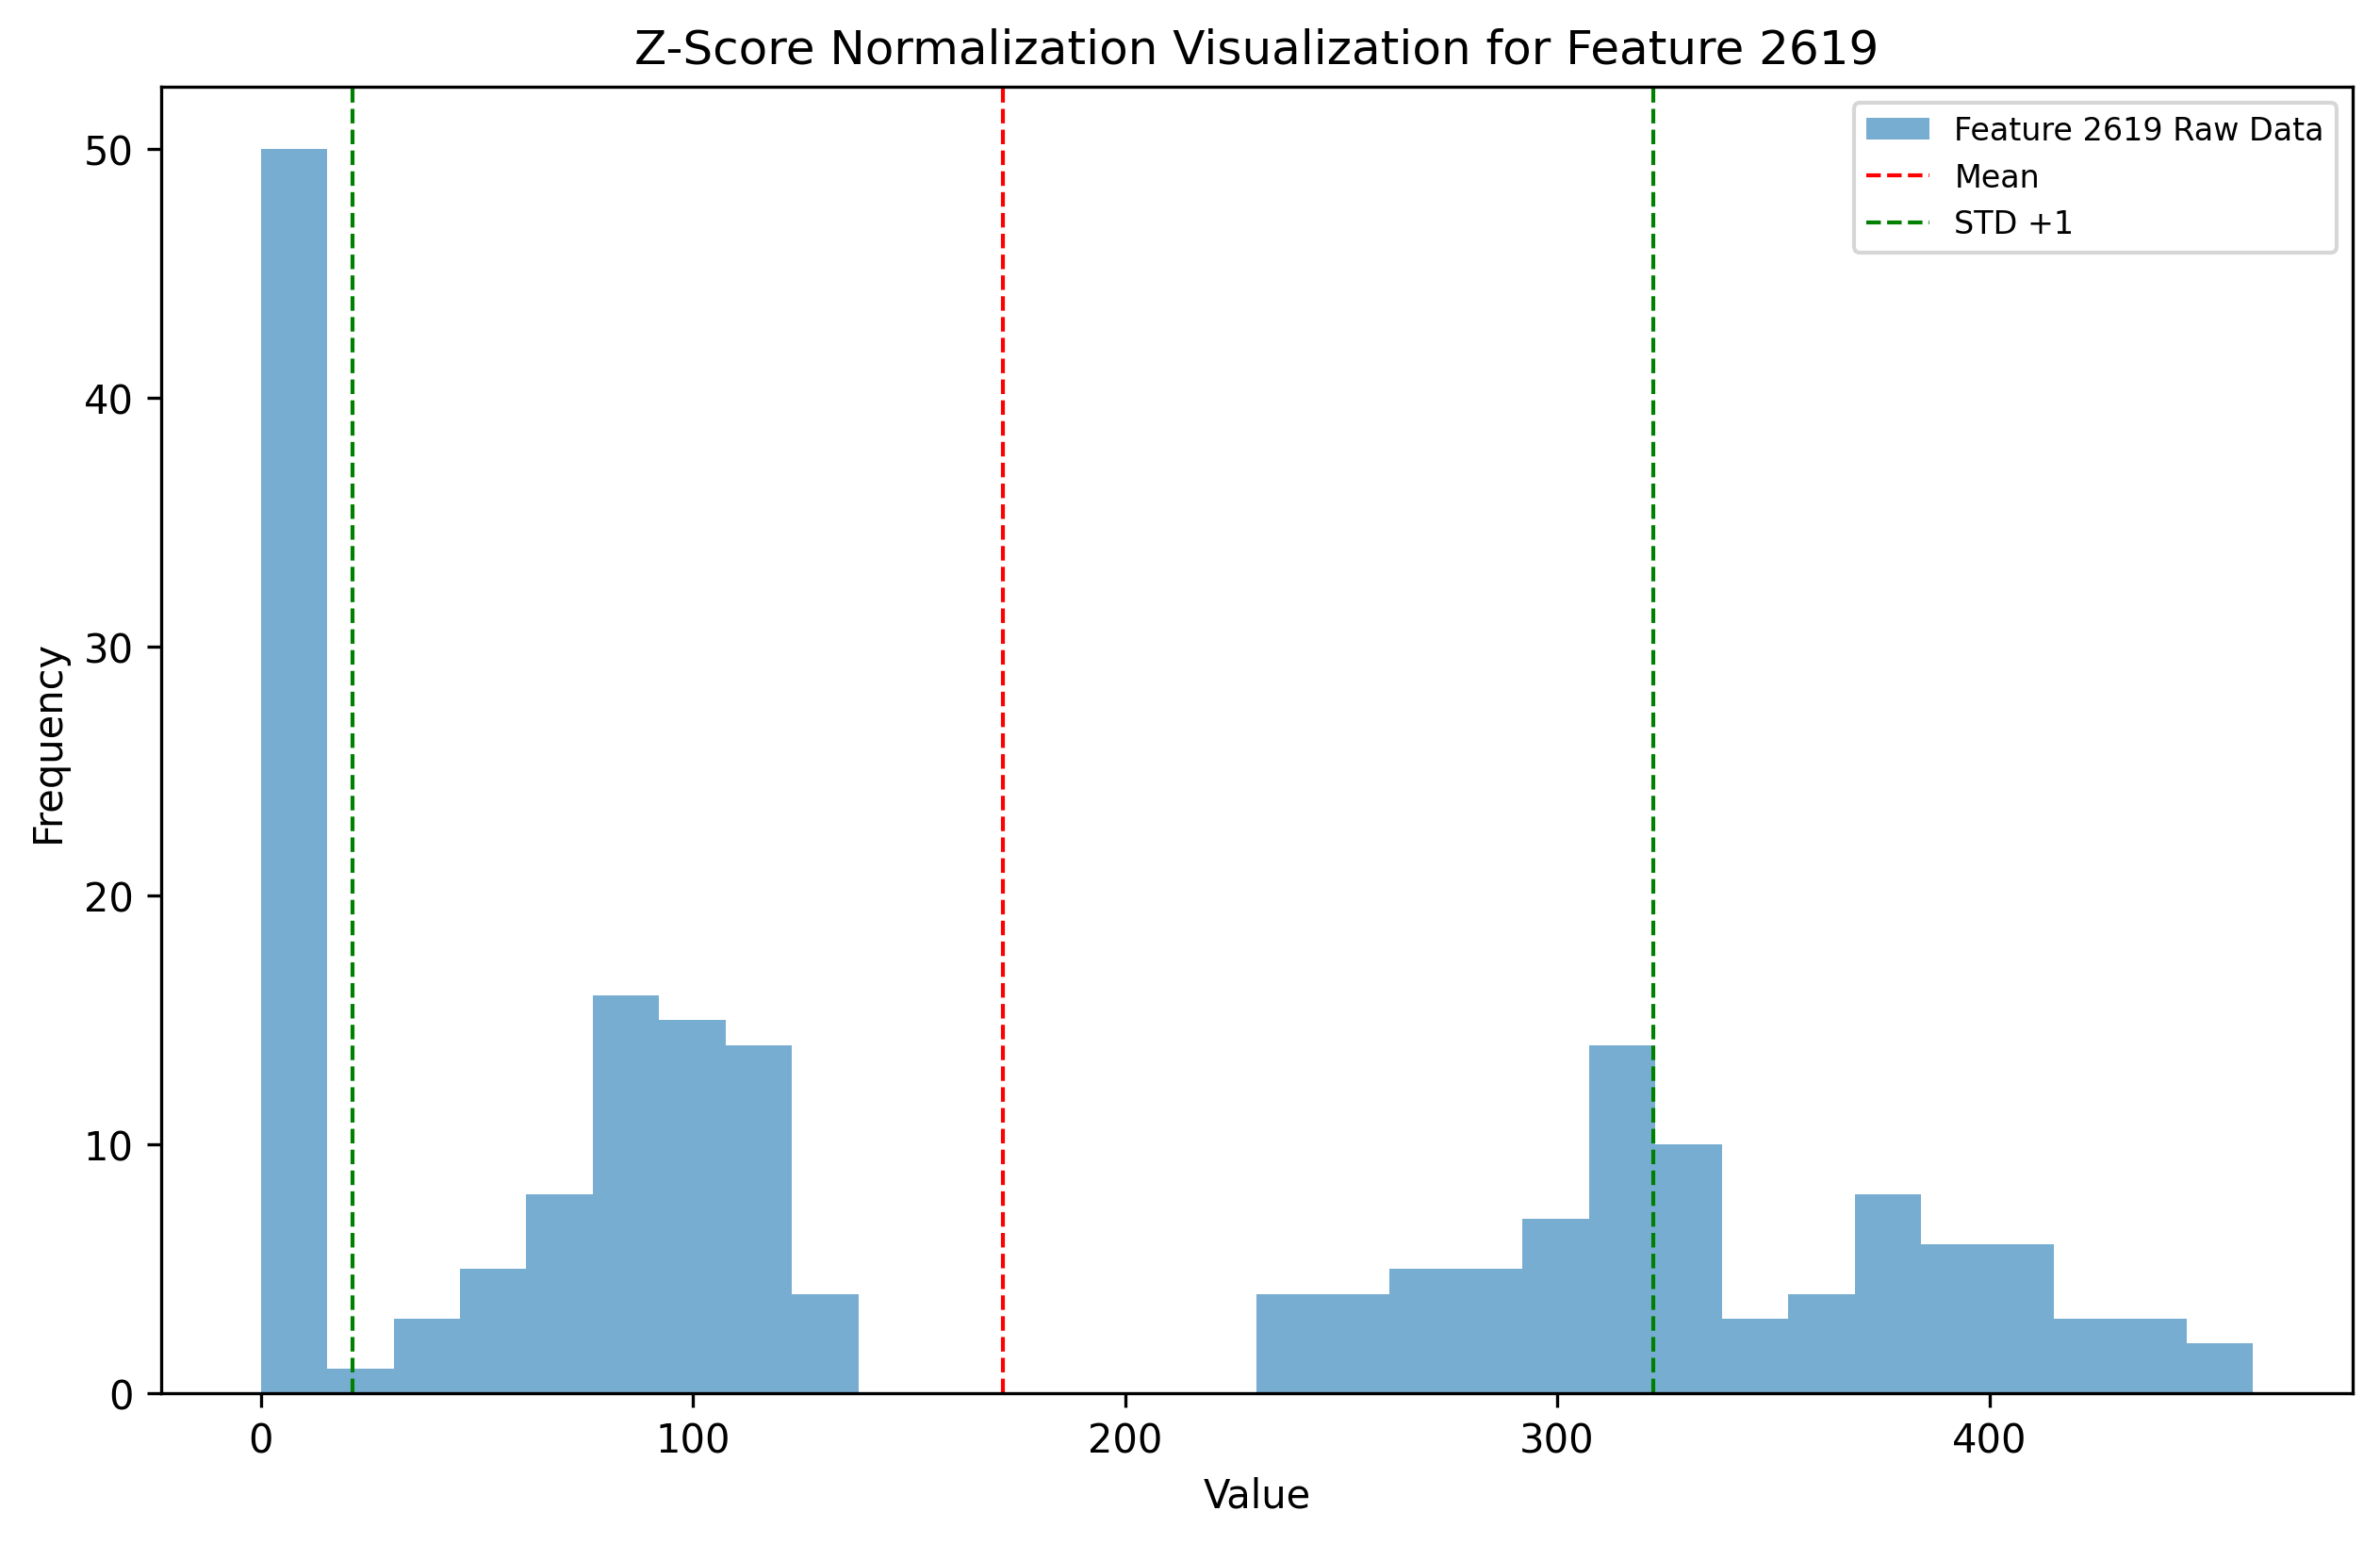 Z-Score Normalization Visualization for Feature 2619
Feature 2619 Raw Data
Mean
STD +1
50
40
30
20
10
0
Frequency
0 100 200 300 400
Value